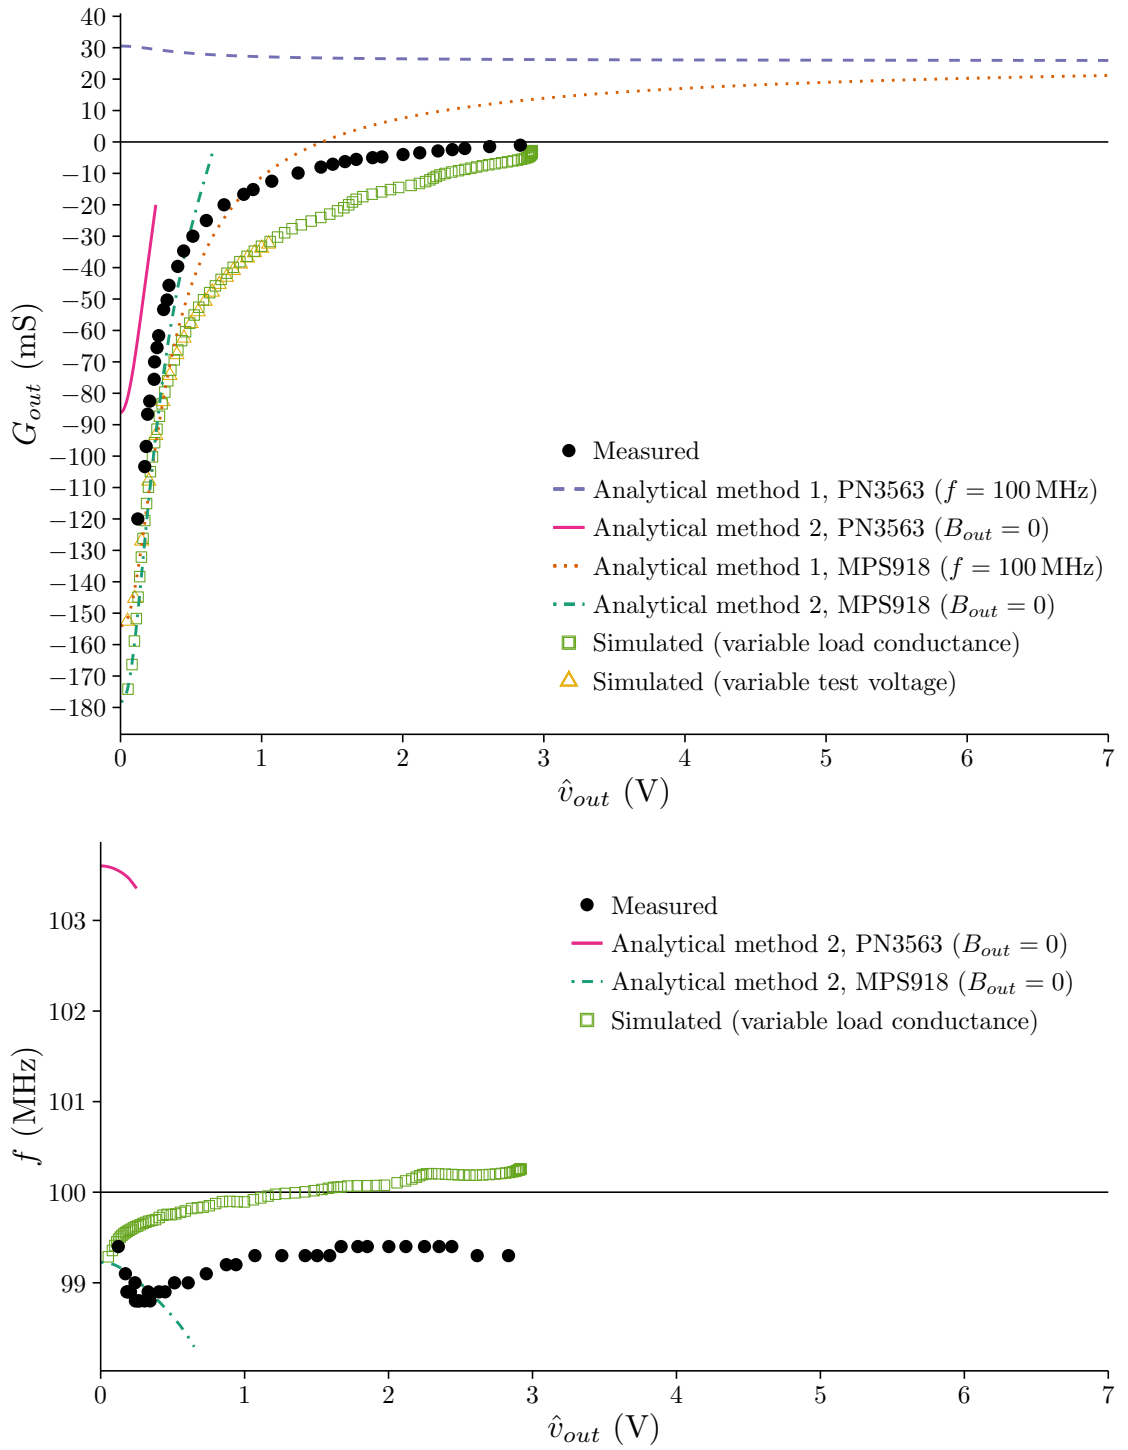 40
30
20
10
0
−10
−20
−30
−40
−50
−60
−70
−80
−90
−100
−110
−120
−130
−140
−150
−160
−170
−180
G_out (mS)
Measured
Analytical method 1, PN3563 (f = 100 MHz)
Analytical method 2, PN3563 (B_out = 0)
Analytical method 1, MPS918 (f = 100 MHz)
Analytical method 2, MPS918 (B_out = 0)
Simulated (variable load conductance)
Simulated (variable test voltage)
0 1 2 3 4 5 6 7
v̂_out (V)
103
102
101
100
99
f (MHz)
Measured
Analytical method 2, PN3563 (B_out = 0)
Analytical method 2, MPS918 (B_out = 0)
Simulated (variable load conductance)
0 1 2 3 4 5 6 7
v̂_out (V)